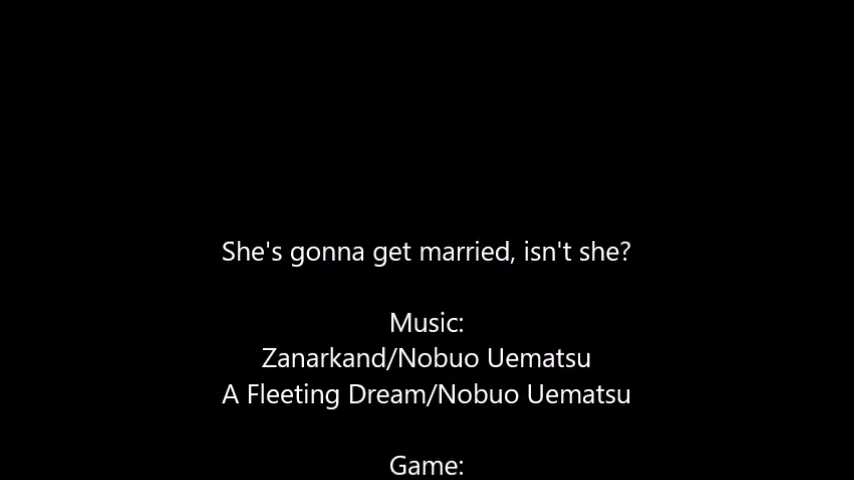 She's gonna get married, isn't she?
Music:
Zanarkand/Nobuo Uematsu
A Fleeting Dream/Nobuo Uematsu
Game: